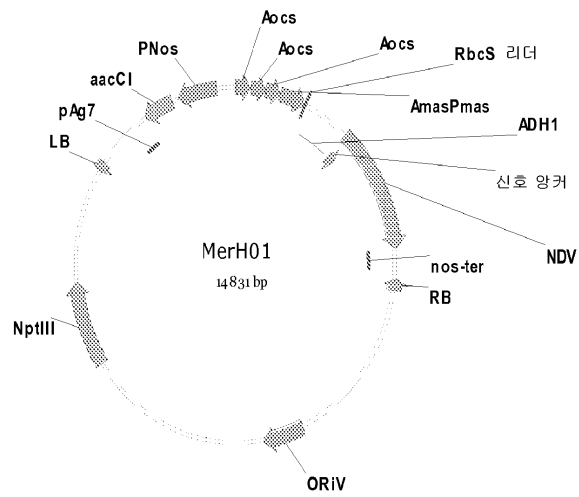 Aocs
PNos
Aocs
Aocs
RbcS 리더
aacCI
AmasPmas
pAg7
ADH1
LB
신호 앙커
MerH01
14831 bp
NDV
nos-ter
RB
NptIII
ORiV